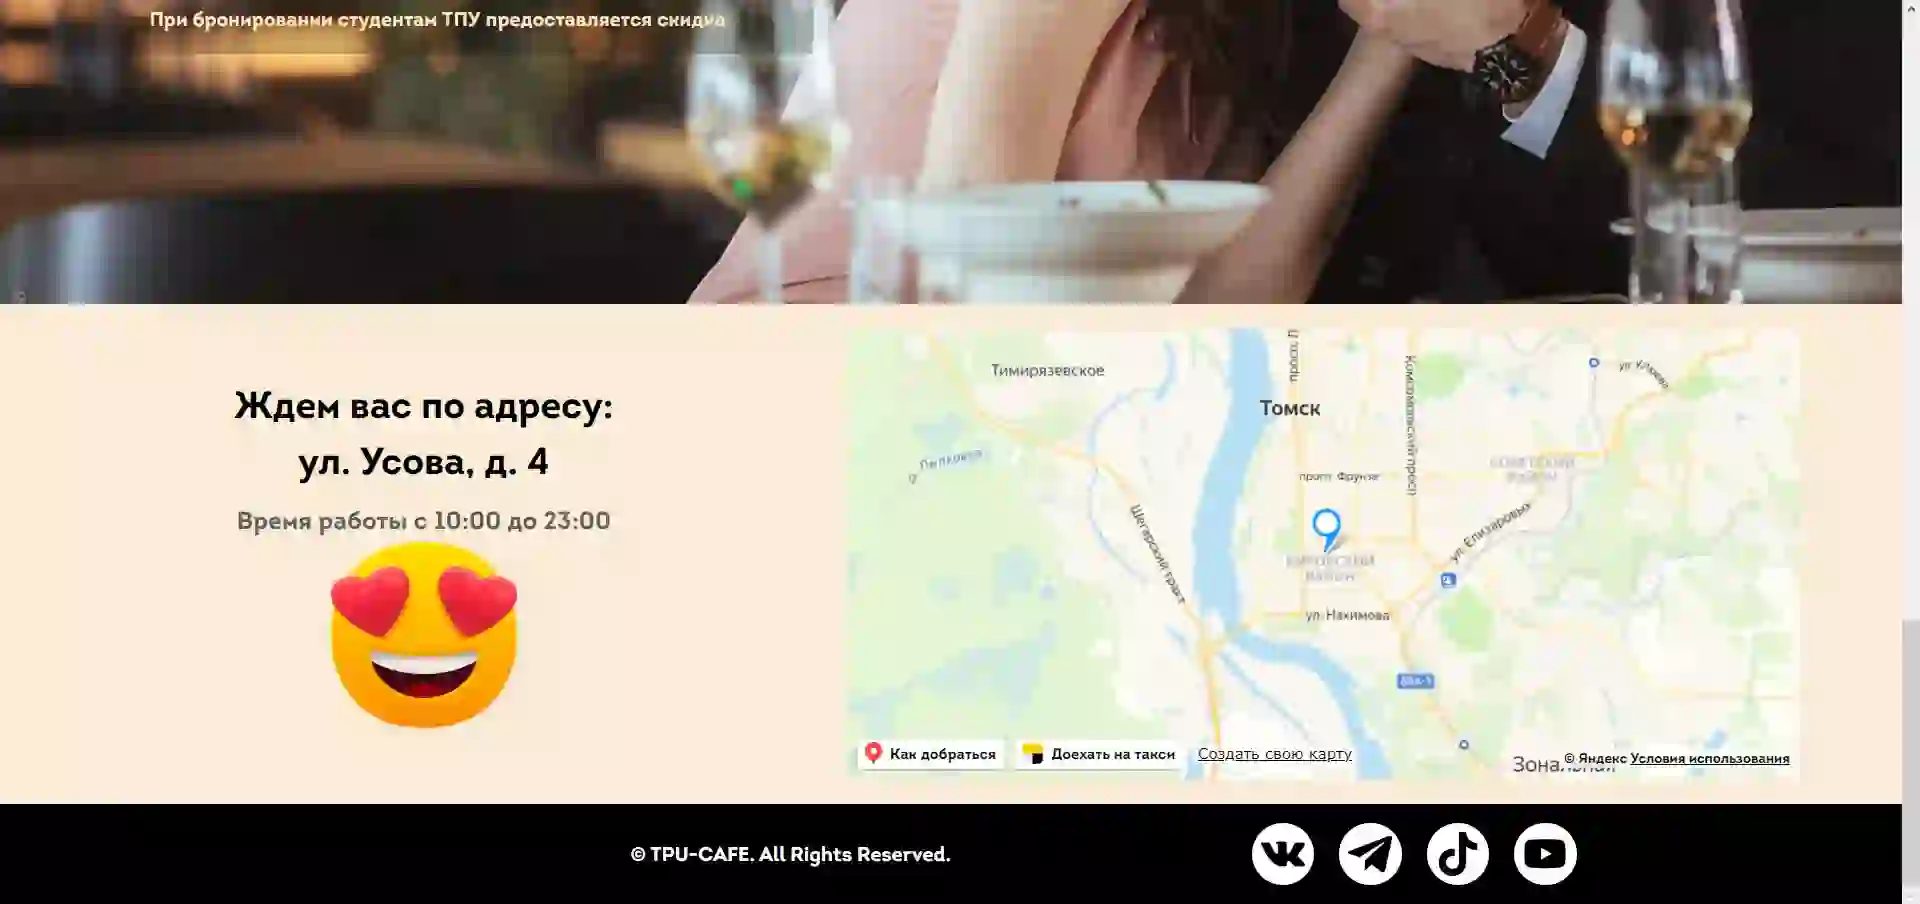 При бронировании студентам ТПУ предоставляется скидка
Ждем вас по адресу:
ул. Усова, д. 4
Время работы с 10:00 до 23:00
Тимирязевское
Томск
просп. Фрунзе
Комсомольский просп.
ул. Клюева
СОВЕТСКИЙ
РАЙОН
ул. Елизаровых
Шегарский тракт
КИРОВСКИЙ
РАЙОН
ул. Нахимова
Как добраться
Доехать на такси
Создать свою карту
© Яндекс Условия использования
© TPU-CAFE. All Rights Reserved.